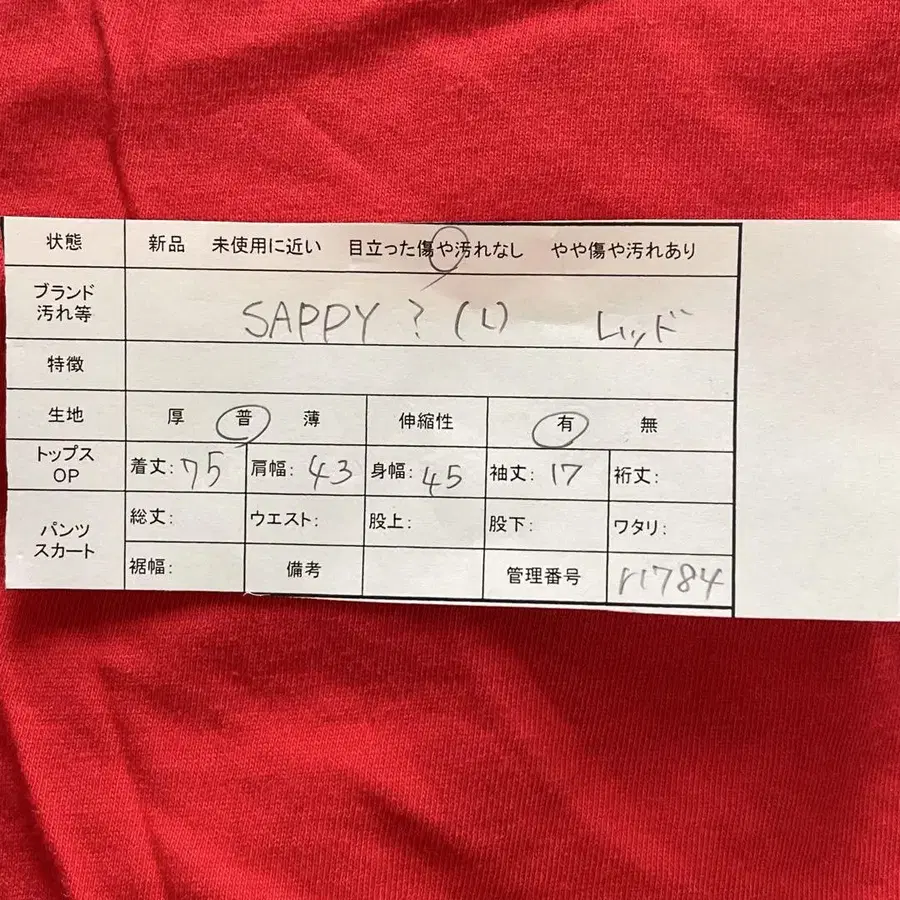 状態 新品 未使用に近い 目立った傷や汚れなし やや傷や汚れあり
ブランド
汚れ等 SAPPY ? (L) レッド
特徴
生地 厚 普 薄 伸縮性 有 無
トップス
OP 着丈: 75 肩幅: 43 身幅: 45 袖丈: 17 裄丈:
パンツ
スカート 総丈: ウエスト: 股上: 股下: ワタリ:
裾幅: 備考 管理番号 r1784